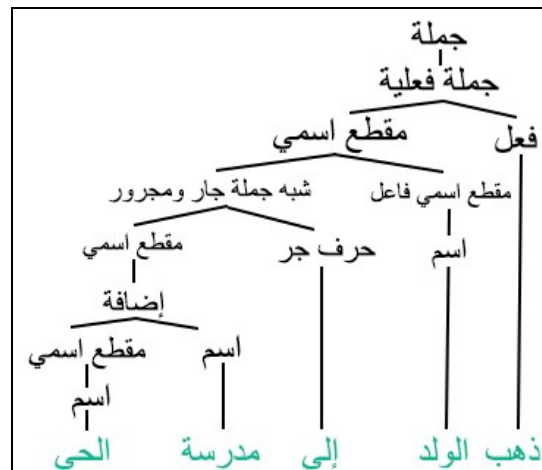 جملة
جملة فعلية
فعل مقطع اسمي
مقطع اسمي فاعل شبه جملة جار ومجرور
اسم حرف جر مقطع اسمي
إضافة
اسم مقطع اسمي
اسم
ذهب الولد إلى مدرسة الحى